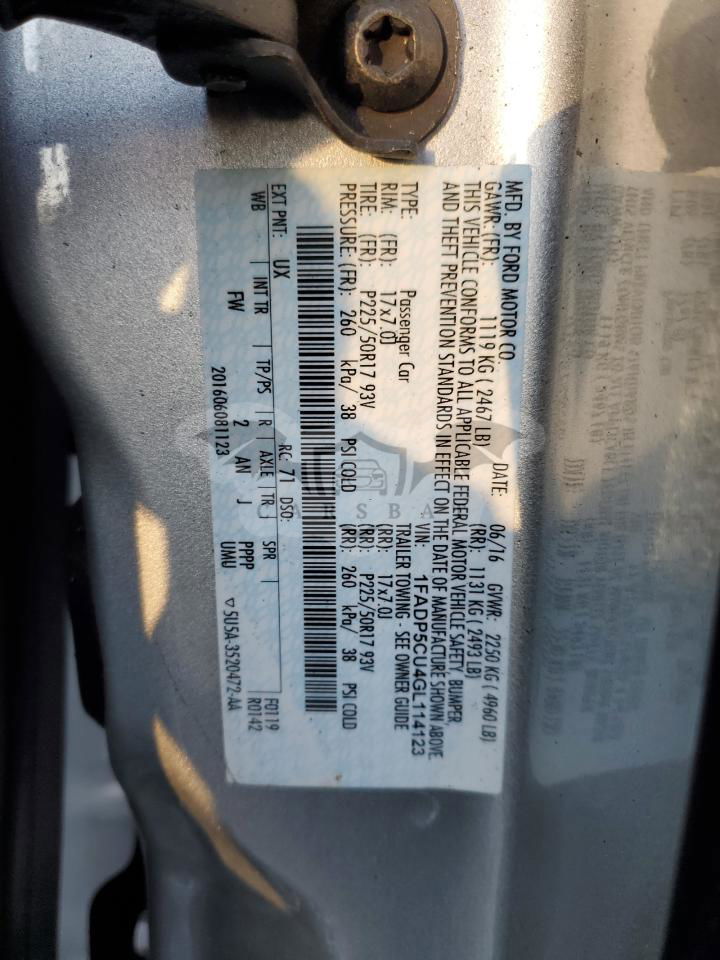 MFD. BY FORD MOTOR CO.
DATE: 06/16 GVWR: 2250 KG ( 4960 LB)
GAWR: (FR): 1119 KG ( 2467 LB) (RR): 1131 KG ( 2493 LB)
THIS VEHICLE CONFORMS TO ALL APPLICABLE FEDERAL MOTOR VEHICLE SAFETY, BUMPER,
AND THEFT PREVENTION STANDARDS IN EFFECT ON THE DATE OF MANUFACTURE SHOWN ABOVE.
VIN: 1FADP5CU4GL114123
TYPE: Passenger Car TRAILER TOWING - SEE OWNER GUIDE
RIM: (FR): 17x7.0J (RR): 17x7.0J
TIRE: (FR): P225/50R17 93V (RR): P225/50R17 93V
PRESSURE: (FR): 260 kPa/ 38 PSI COLD (RR): 260 kPa/ 38 PSI COLD
EXT PNT: UX RC: 71 DSO: F0119
WB INT TR TP/PS R AXLE TR SPR R0142
FW 2 AN J PPPP
UMU
201606081123 ▽ 5U5A-3520472-AA